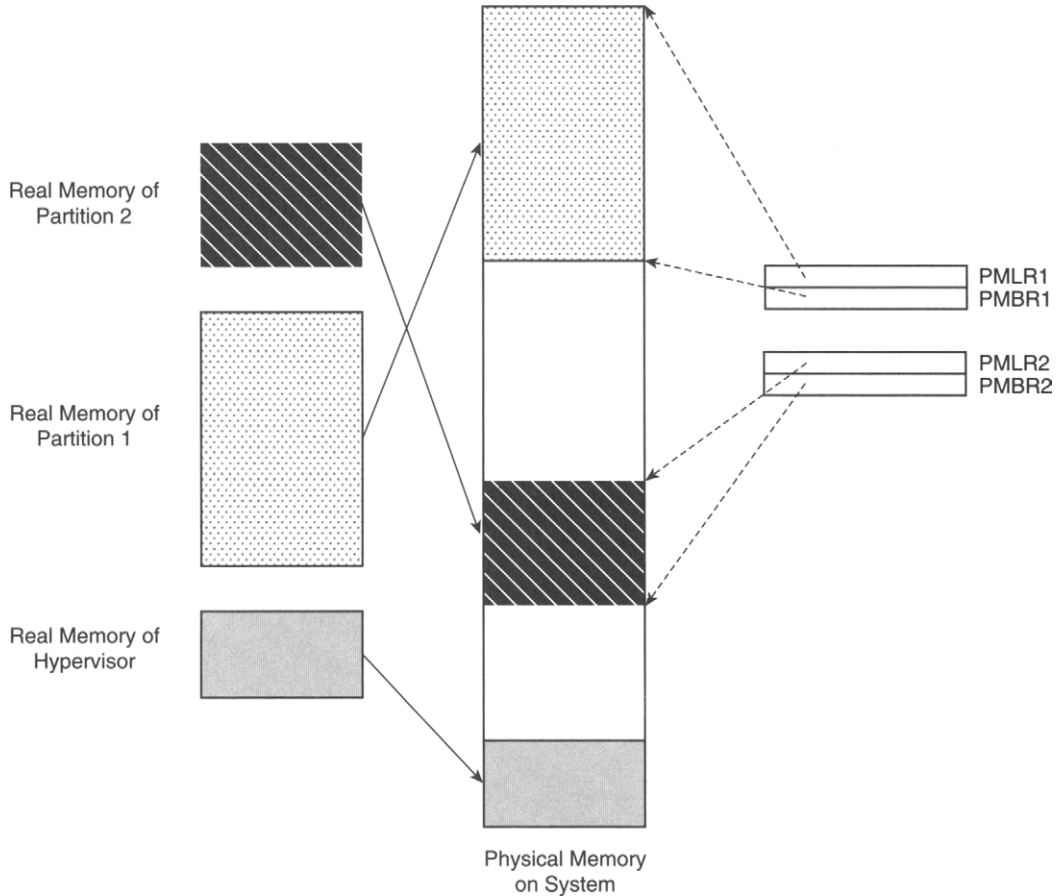 Real Memory of
Partition 2
Real Memory of
Partition 1
Real Memory of
Hypervisor
Physical Memory
on System
PMLR1
PMBR1
PMLR2
PMBR2